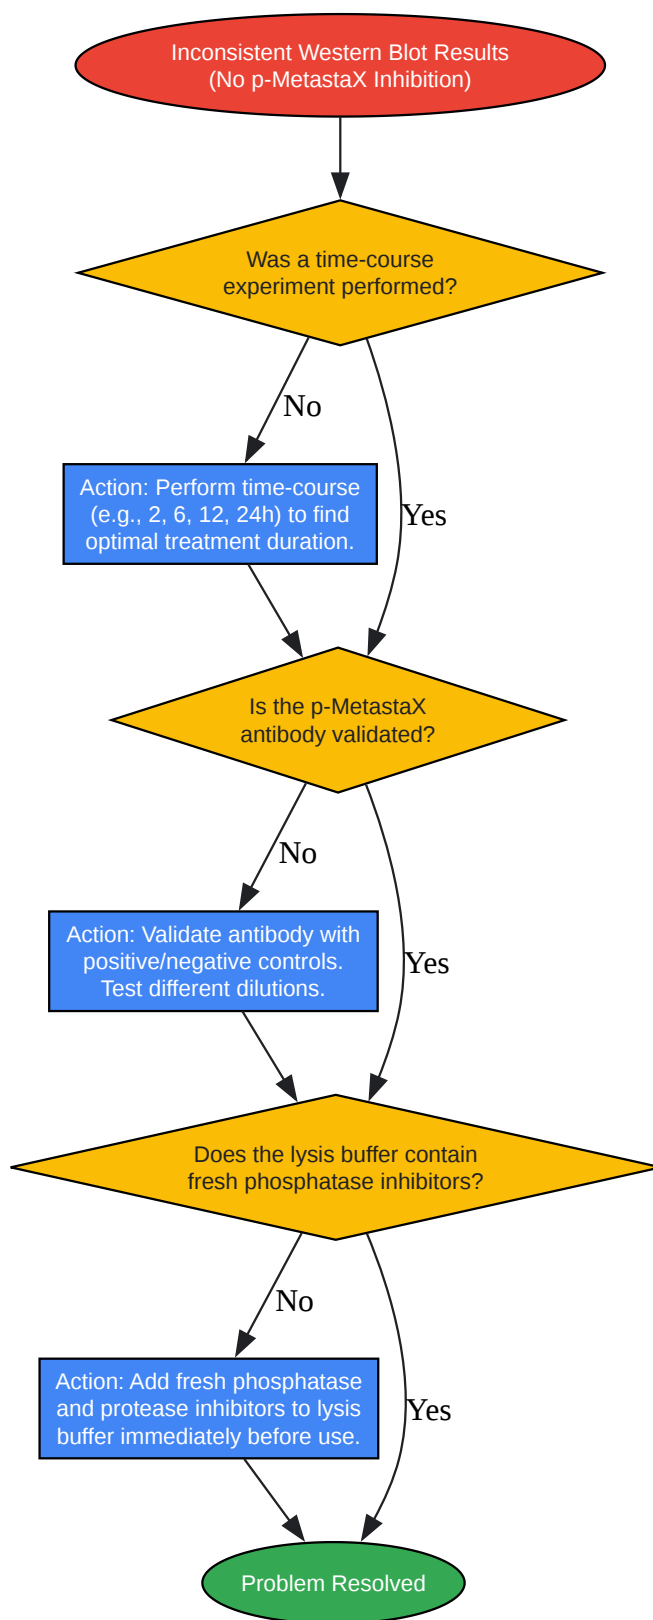 Inconsistent Western Blot Results
(No p-MetastaX Inhibition)
Was a time-course
experiment performed?
No
Yes
Action: Perform time-course
(e.g., 2, 6, 12, 24h) to find
optimal treatment duration.
Is the p-MetastaX
antibody validated?
No
Yes
Action: Validate antibody with
positive/negative controls.
Test different dilutions.
Does the lysis buffer contain
fresh phosphatase inhibitors?
No
Yes
Action: Add fresh phosphatase
and protease inhibitors to lysis
buffer immediately before use.
Problem Resolved